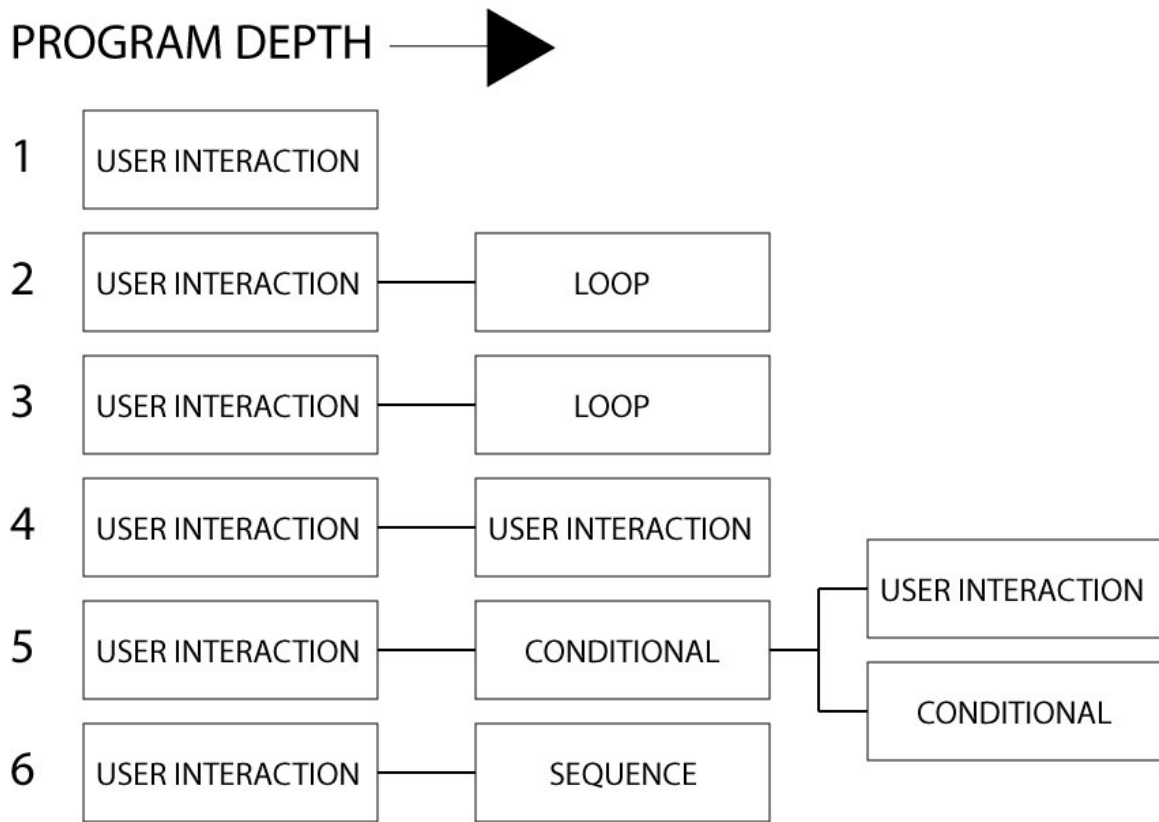 PROGRAM DEPTH
1 USER INTERACTION
2 USER INTERACTION LOOP
3 USER INTERACTION LOOP
4 USER INTERACTION USER INTERACTION
USER INTERACTION
5 USER INTERACTION CONDITIONAL
CONDITIONAL
6 USER INTERACTION SEQUENCE